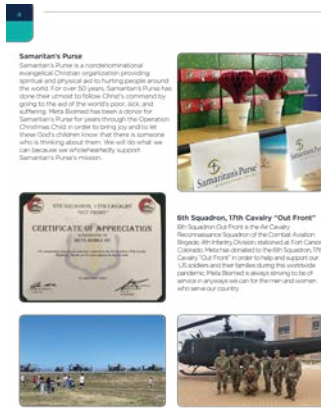 4
Samaritan's Purse
Samaritan's Purse is a nondenominational
evangelical Christian organization providing
spiritual and physical aid to hurting people around
the world. For over 50 years, Samaritan's Purse has
done their utmost to follow Christ's command by
going to the aid of the world's poor, sick, and
suffering. Meta Biomed has been a donor for
Samaritan's Purse for years through the Operation
Christmas Child in order to bring joy and to let
these God's children know that there is someone
who is thinking about them. We will do what we
can because we wholeheartedly support
Samaritan's Purse's mission.
Samaritan's Purse
Samaritan's Purse
6TH SQUADRON, 17TH CAVALRY
"OUT FRONT"
CERTIFICATE OF APPRECIATION
6th Squadron, 17th Cavalry "Out Front"
6th Squadron Out Front is the Air Cavalry
Reconnaissance Squadron of the Combat Aviation
Brigade, 4th Infantry Division, stationed at Fort Carson
Colorado. Meta has donated to the 6th Squadron, 17th
Cavalry "Out Front" in order to help and support our
US soldiers and their families during this worldwide
pandemic. Meta Biomed is always striving to be of
service in anyways we can for the men and women
who serve our country.